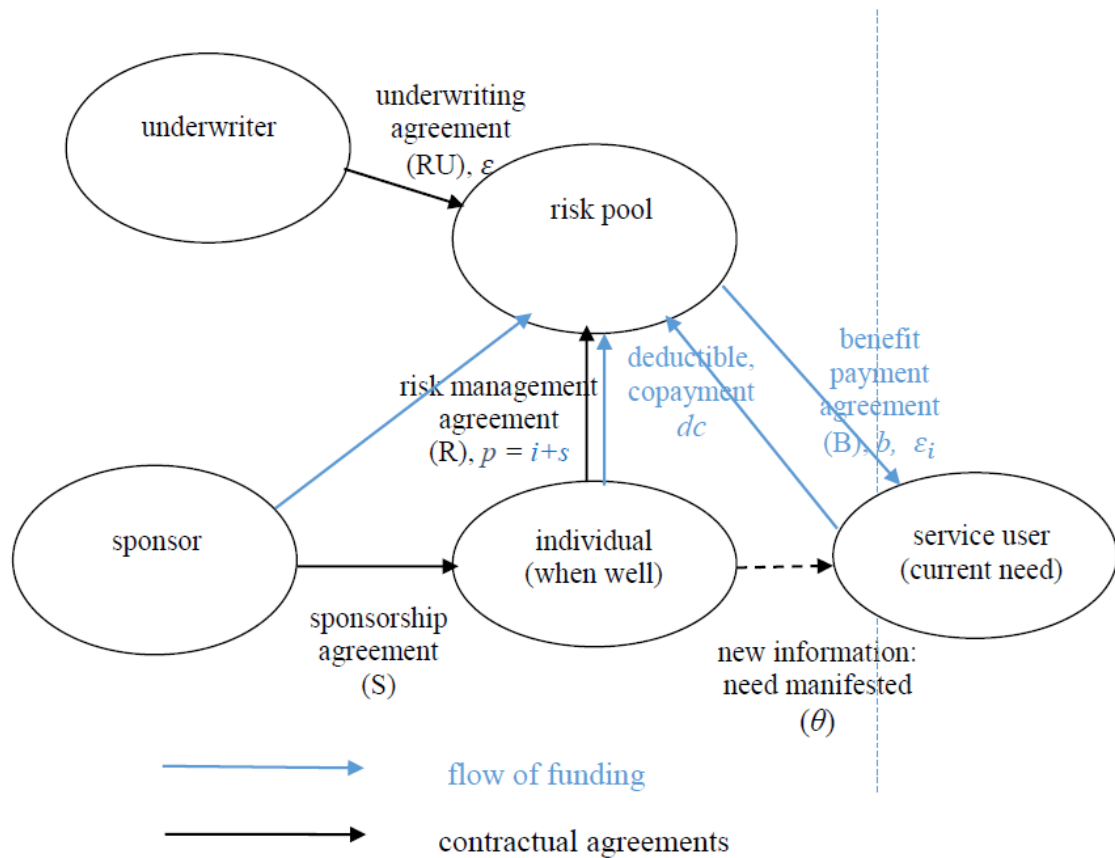 underwriter
underwriting
agreement
(RU), ε
risk pool
risk management
agreement
(R), p = i+s
deductible,
copayment
dc
benefit
payment
agreement
(B), b, ε_i
sponsor
individual
(when well)
service user
(current need)
sponsorship
agreement
(S)
new information:
need manifested
(θ)
flow of funding
contractual agreements